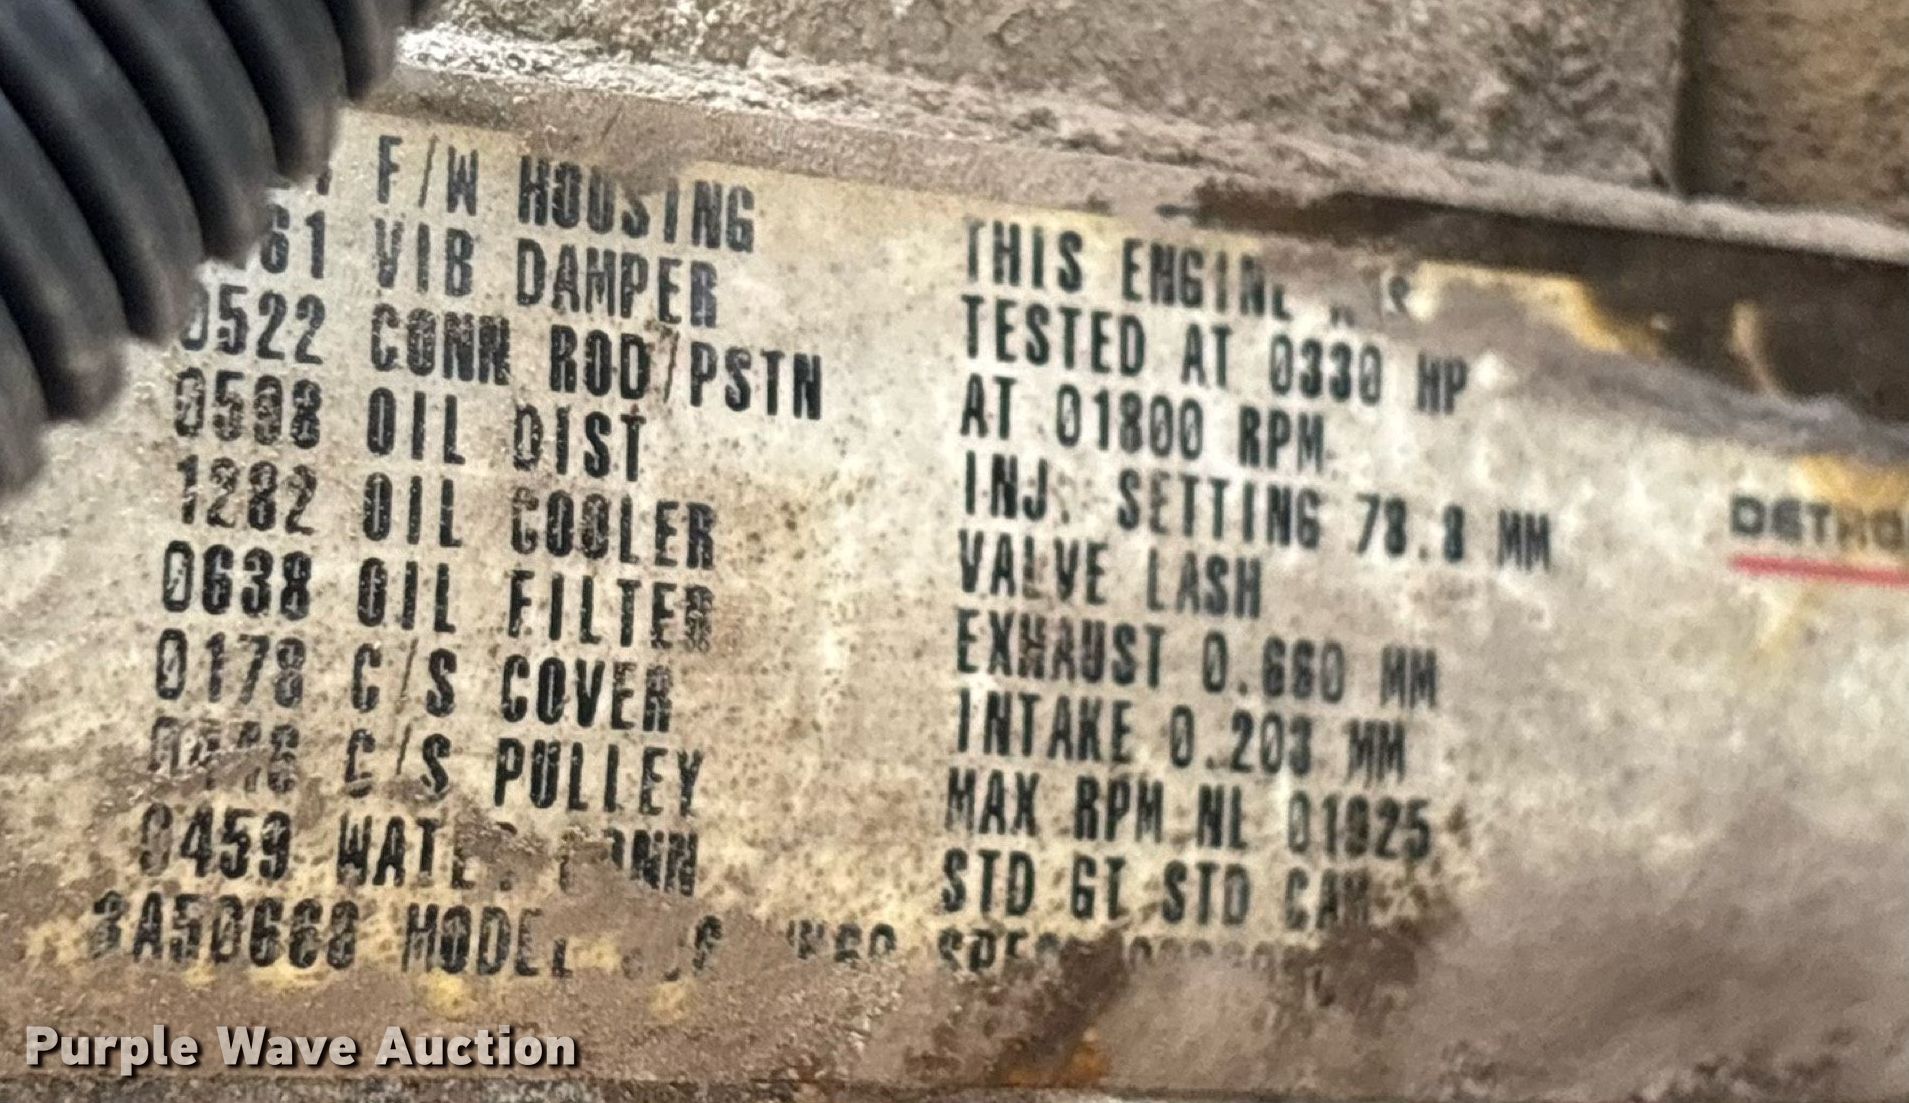 F/W HOUSING
61 VIB DAMPER
0522 CONN ROD/PSTN
0598 OIL DIST
1282 OIL COOLER
0638 OIL FILTER
0178 C/S COVER
C/S PULLEY
0459 WATER CONN
MODEL
THIS ENGINE
TESTED AT 0330 HP
AT 01800 RPM
INJ. SETTING 78.8 MM
VALVE LASH
EXHAUST 0.660 MM
INTAKE 0.203 MM
MAX RPM NL 01925
STD GT STD CAM
DETRO
Purple Wave Auction